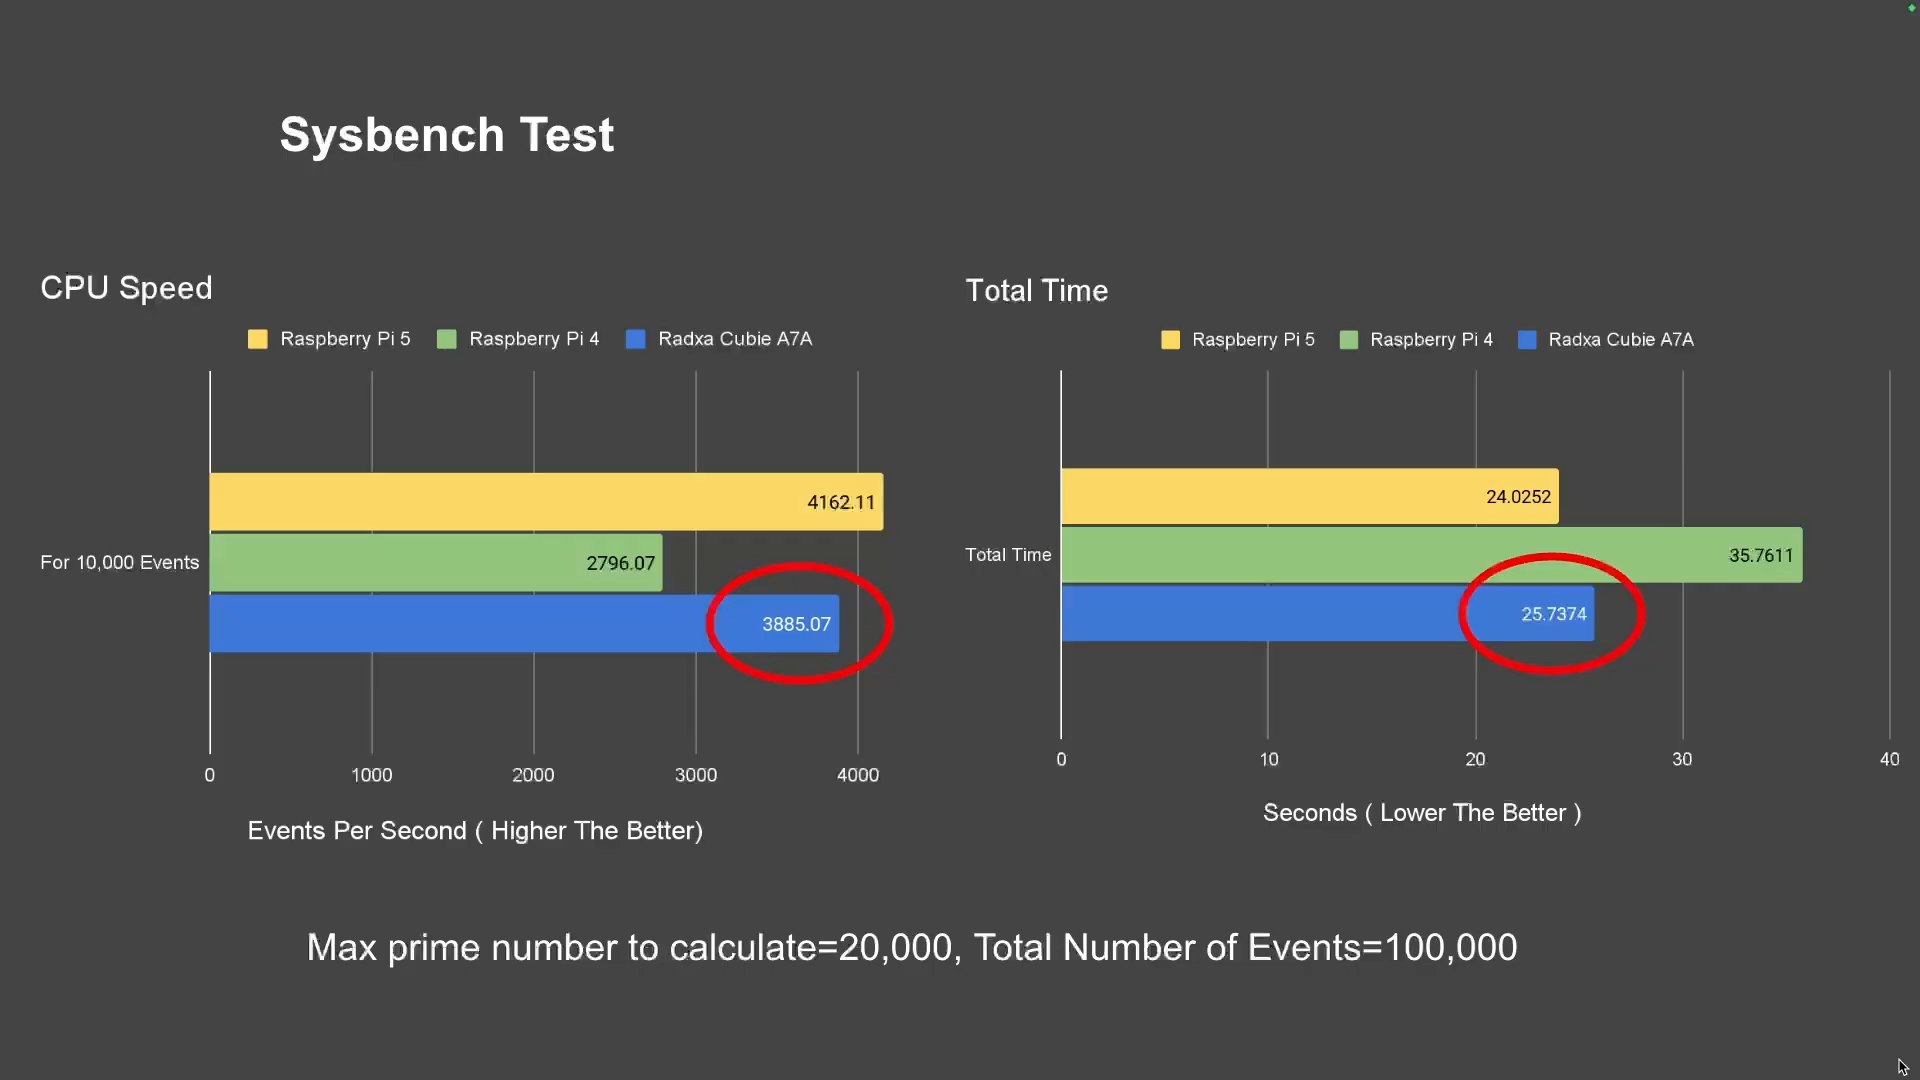 Sysbench Test
CPU Speed
Raspberry Pi 5 Raspberry Pi 4 Radxa Cubie A7A
4162.11
For 10,000 Events
2796.07
3885.07
0 1000 2000 3000 4000
Events Per Second ( Higher The Better)
Total Time
Raspberry Pi 5 Raspberry Pi 4 Radxa Cubie A7A
24.0252
Total Time
35.7611
25.7374
0 10 20 30 40
Seconds ( Lower The Better )
Max prime number to calculate=20,000, Total Number of Events=100,000